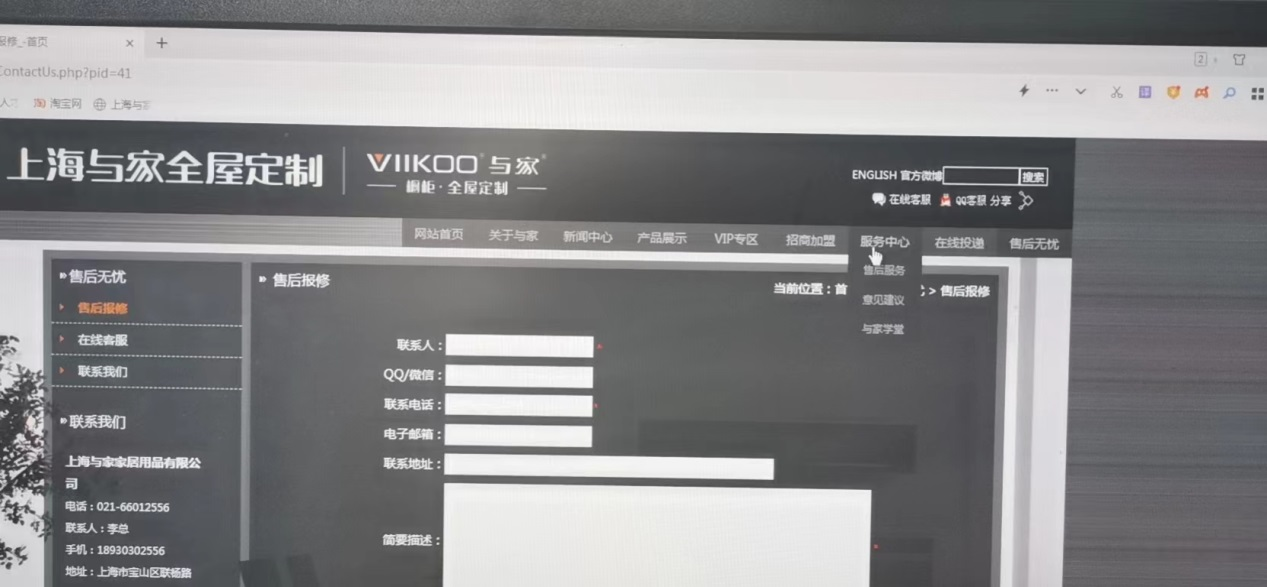 报修_-首页
ContactUs.php?pid=41
2
淘宝网
上海与家
上海与家全屋定制
VIIKOO 与家
橱柜·全屋定制
ENGLISH 官方微博 搜索
在线客服 QQ客服 分享
网站首页 关于与家 新闻中心 产品展示 VIP专区 招商加盟 服务中心 在线投递 售后无忧
售后服务
意见建议
与家学堂
售后无忧
售后报修
在线客服
联系我们
联系我们
上海与家家居用品有限公
司
电话：021-66012556
联系人：李总
手机：18930302556
地址：上海市宝山区联杨路
售后报修
当前位置：首
> 售后报修
联系人： *
QQ/微信：
联系电话： *
电子邮箱：
联系地址：
简要描述： *